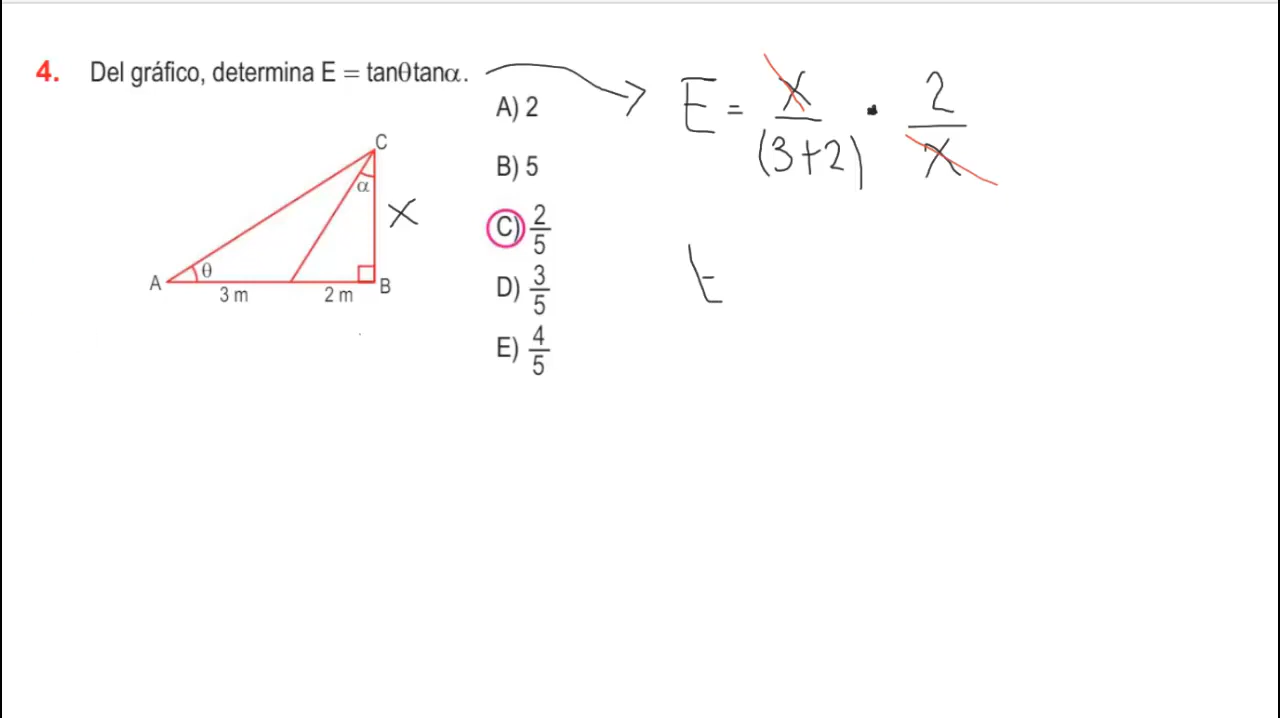 4. Del gráfico, determina E = tanθtanα.
A) 2
B) 5
C) 2/5
D) 3/5
E) 4/5
C
α
X
θ
A
B
3 m
2 m
E = x/(3+2) · 2/x
E